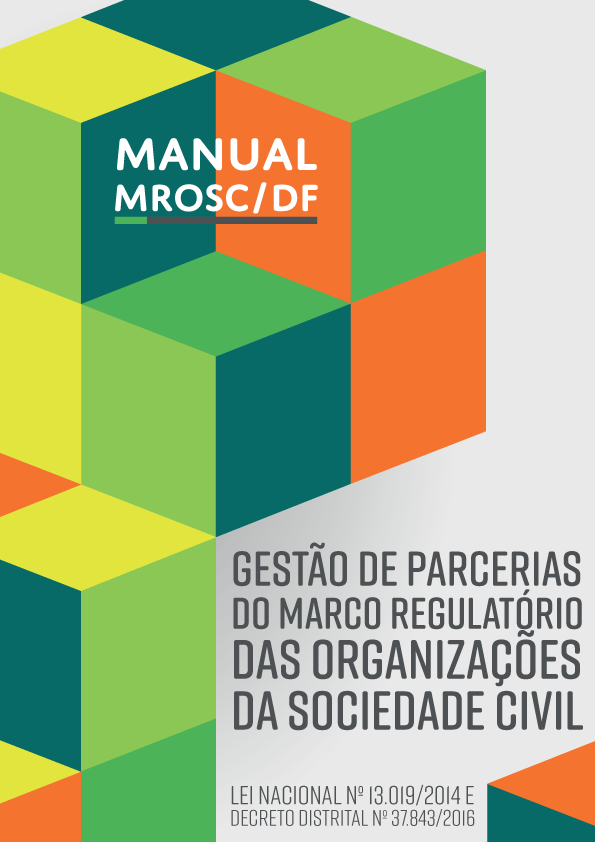 MANUAL
MROSC/DF
GESTÃO DE PARCERIAS
DO MARCO REGULATÓRIO
DAS ORGANIZAÇÕES
DA SOCIEDADE CIVIL
LEI NACIONAL Nº 13.019/2014 E
DECRETO DISTRITAL Nº 37.843/2016